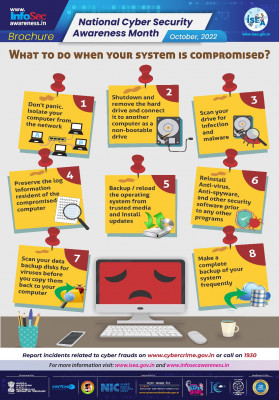 www.
InfoSec
awareness.in
Brochure
National Cyber Security
Awareness Month
October, 2022
www.isea.gov.in
WHAT TO DO WHEN YOUR SYSTEM IS COMPROMISED?
1
Don't panic.
Isolate your
computer from
the network
2
Shutdown and
remove the hard
drive and connect
it to another
computer as a
non-bootable
drive
3
Scan your
drive for
infection
and
malware
4
Preserve the log
information
resident of the
compromised
computer
5
Backup / reload
the operating
system from
trusted media
and install
updates
6
Reinstall
Anti-virus,
Anti-spyware,
and other security
software prior to
any other
programs
7
Scan your data
backup disks for
viruses before
you copy them
back to your
computer
8
Make a
complete
backup of your
system
frequently
Report incidents related to cyber frauds on www.cybercrime.gov.in or call on 1930
For more information visit: www.isea.gov.in and www.infosecawareness.in
NIC